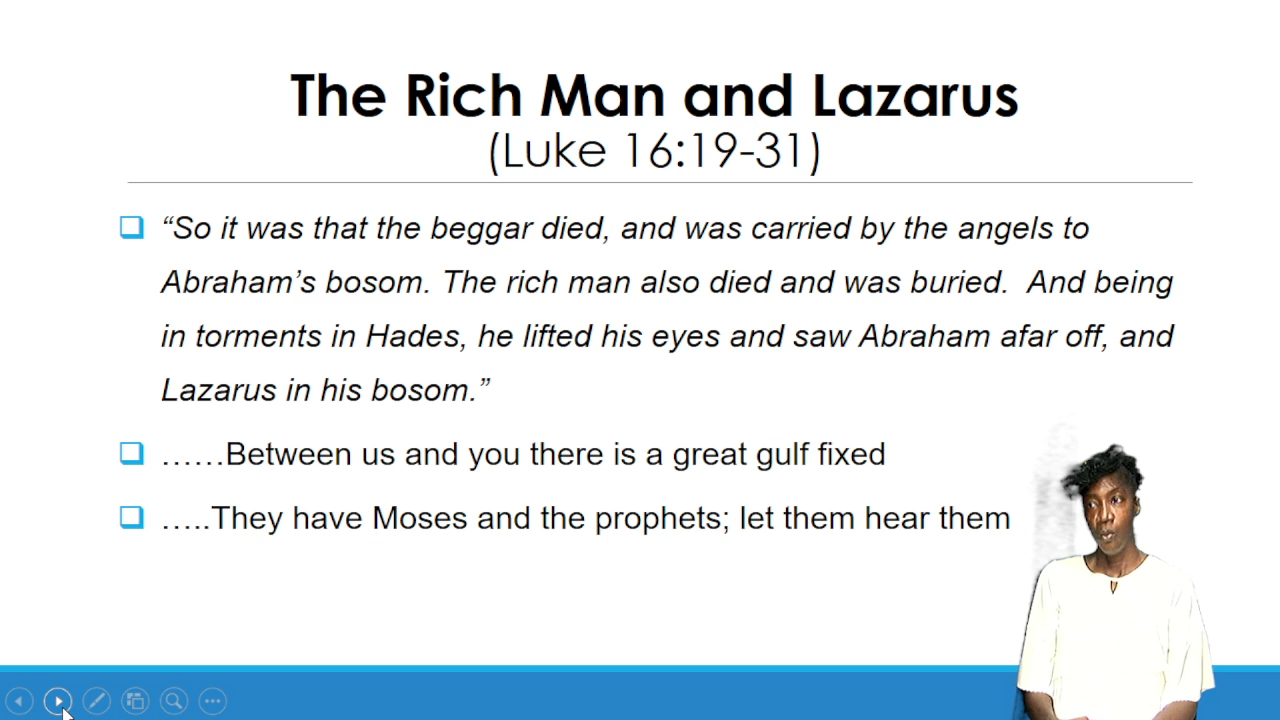 The Rich Man and Lazarus
(Luke 16:19-31)
“So it was that the beggar died, and was carried by the angels to
Abraham’s bosom. The rich man also died and was buried.  And being
in torments in Hades, he lifted his eyes and saw Abraham afar off, and
Lazarus in his bosom.”
……Between us and you there is a great gulf fixed
…..They have Moses and the prophets; let them hear them